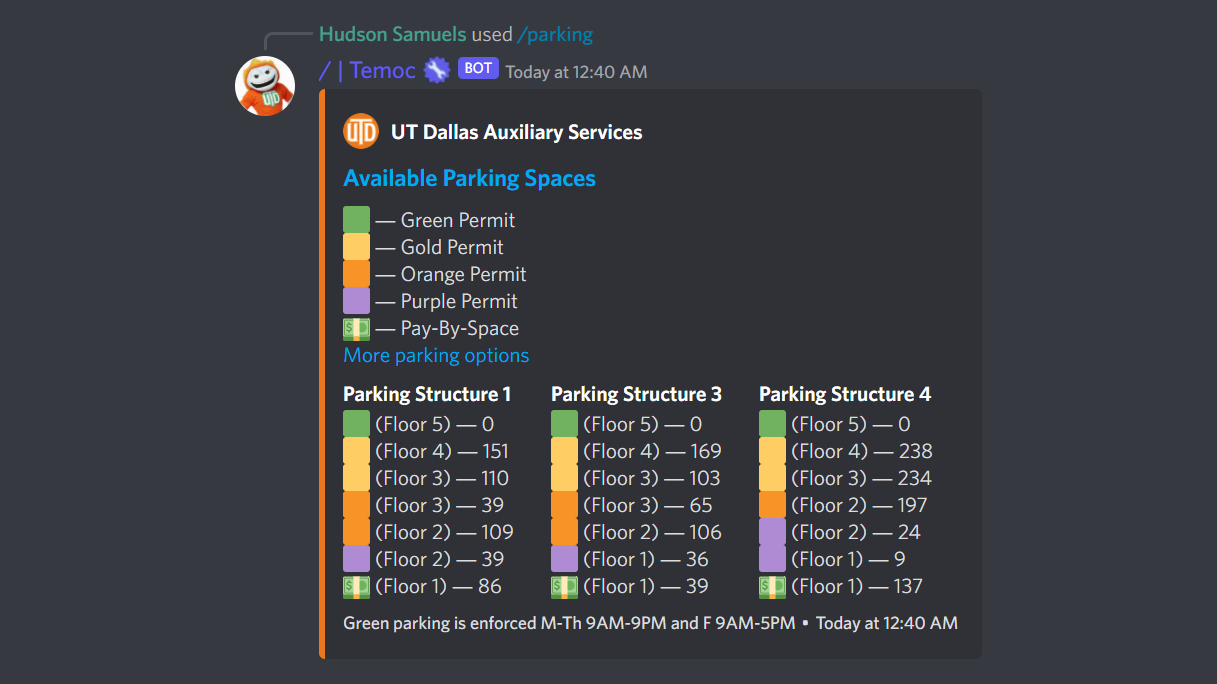 Hudson Samuels used /parking
/ | Temoc BOT Today at 12:40 AM
UTD UT Dallas Auxiliary Services
Available Parking Spaces
— Green Permit
— Gold Permit
— Orange Permit
— Purple Permit
— Pay-By-Space
More parking options
Parking Structure 1 Parking Structure 3 Parking Structure 4
(Floor 5) — 0 (Floor 5) — 0 (Floor 5) — 0
(Floor 4) — 151 (Floor 4) — 169 (Floor 4) — 238
(Floor 3) — 110 (Floor 3) — 103 (Floor 3) — 234
(Floor 3) — 39 (Floor 3) — 65 (Floor 2) — 197
(Floor 2) — 109 (Floor 2) — 106 (Floor 2) — 24
(Floor 2) — 39 (Floor 1) — 36 (Floor 1) — 9
(Floor 1) — 86 (Floor 1) — 39 (Floor 1) — 137
Green parking is enforced M-Th 9AM-9PM and F 9AM-5PM • Today at 12:40 AM